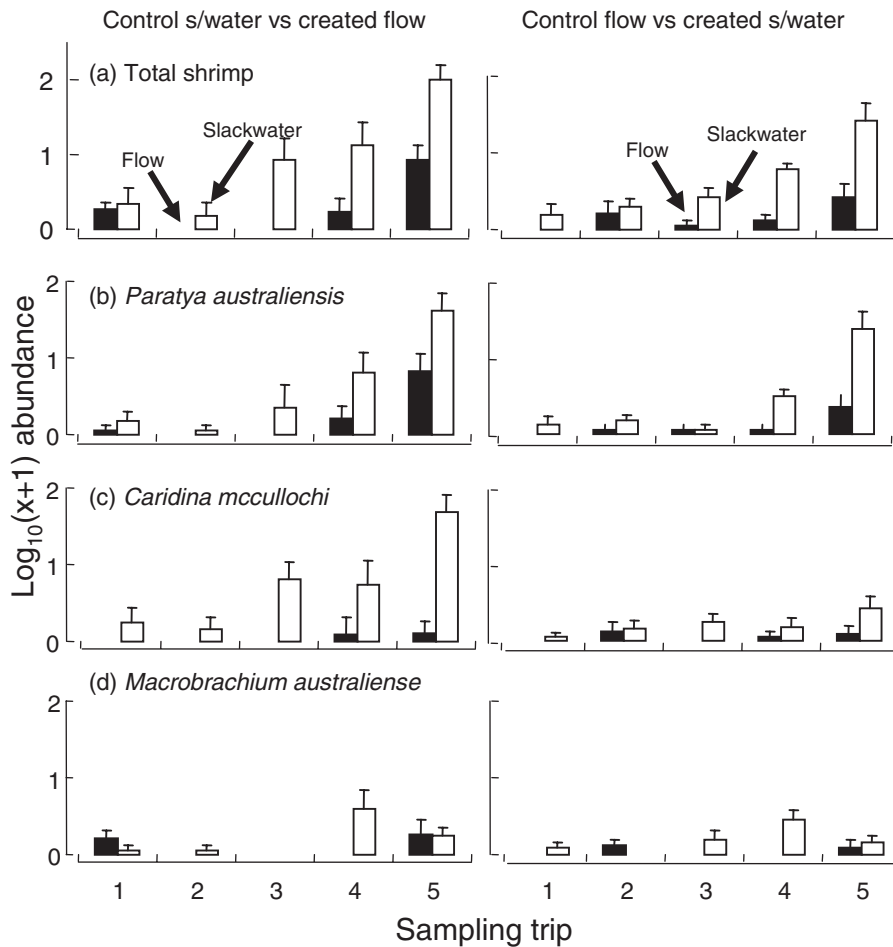 Control s/water vs created flow
Control flow vs created s/water
(a) Total shrimp
2
1
0
Flow
Slackwater
Flow
Slackwater
(b) Paratya australiensis
2
1
0
(c) Caridina mccullochi
2
1
0
(d) Macrobrachium australiense
2
1
0
Log10(x+1) abundance
1 2 3 4 5
1 2 3 4 5
Sampling trip